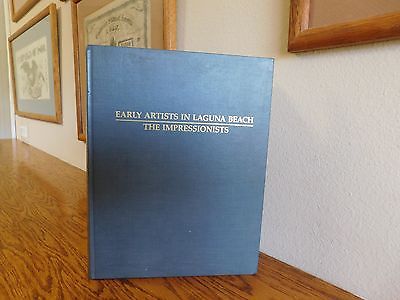 EARLY ARTISTS IN LAGUNA BEACH
THE IMPRESSIONISTS